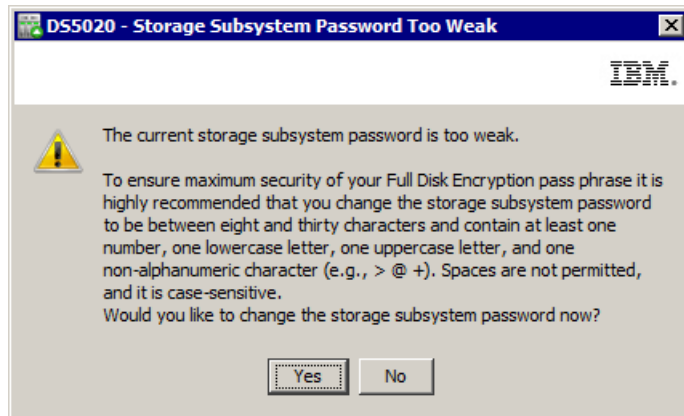 DS5020 - Storage Subsystem Password Too Weak
IBM.
The current storage subsystem password is too weak.
To ensure maximum security of your Full Disk Encryption pass phrase it is
highly recommended that you change the storage subsystem password
to be between eight and thirty characters and contain at least one
number, one lowercase letter, one uppercase letter, and one
non-alphanumeric character (e.g., > @ +). Spaces are not permitted,
and it is case-sensitive.
Would you like to change the storage subsystem password now?
Yes
No